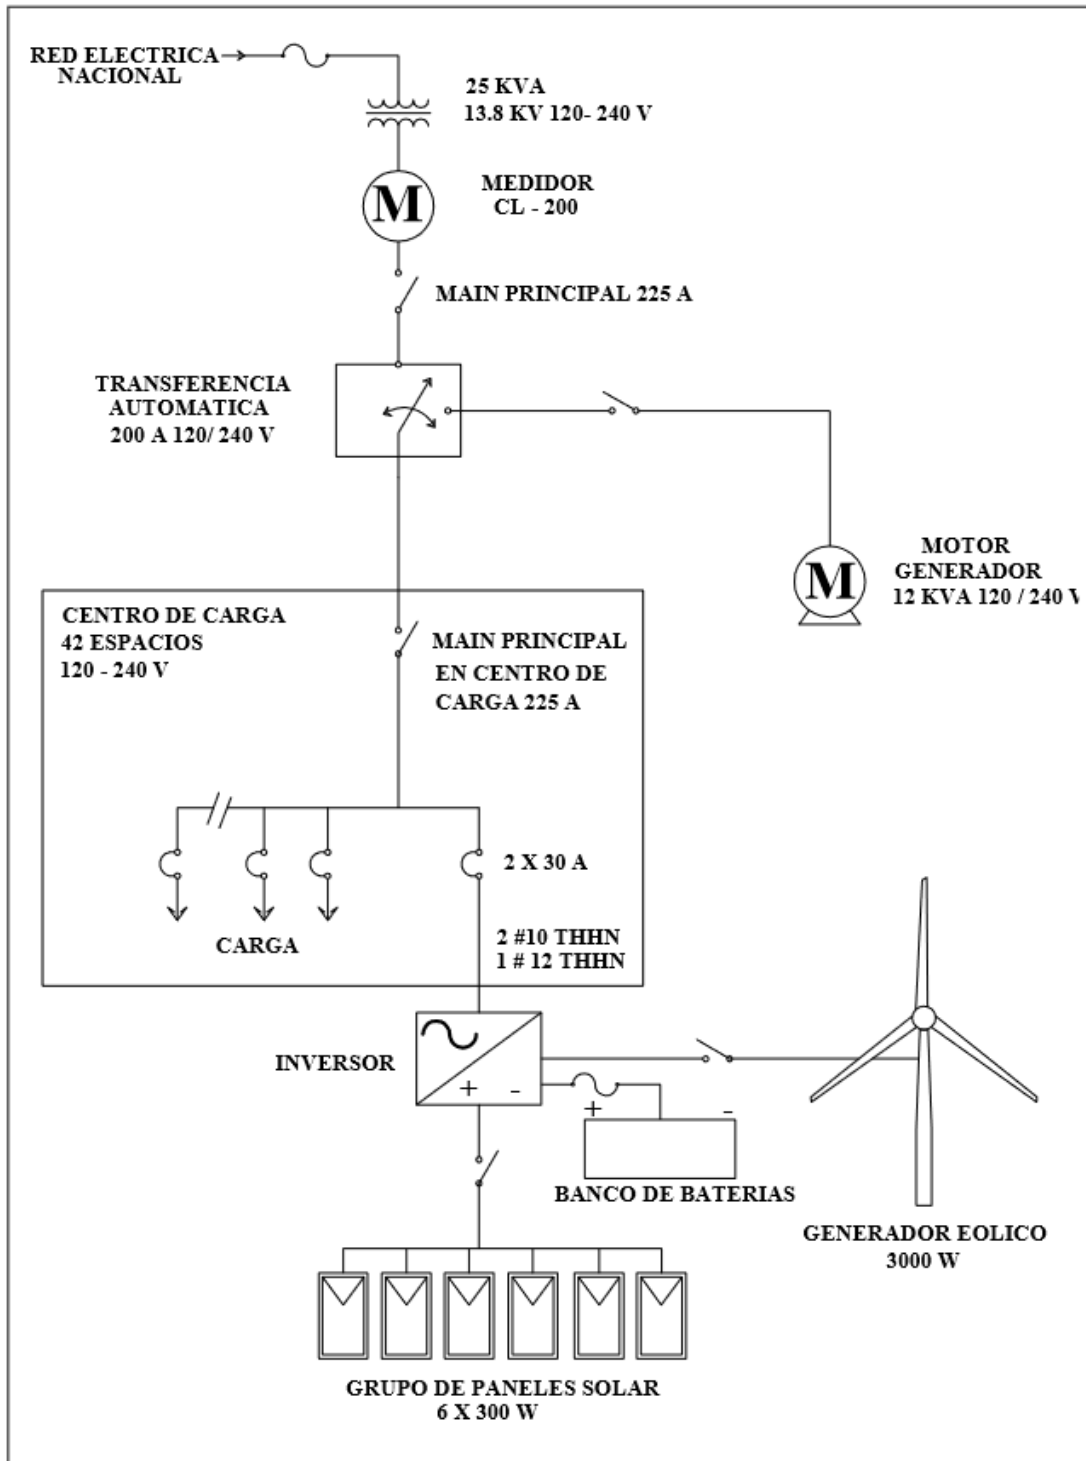 RED ELECTRICA
NACIONAL
25 KVA
13.8 KV 120- 240 V
M
MEDIDOR
CL - 200
MAIN PRINCIPAL 225 A
TRANSFERENCIA
AUTOMATICA
200 A 120/ 240 V
M
MOTOR
GENERADOR
12 KVA 120 / 240 V
CENTRO DE CARGA
42 ESPACIOS
120 - 240 V
MAIN PRINCIPAL
EN CENTRO DE
CARGA 225 A
2 X 30 A
CARGA
2 #10 THHN
1 # 12 THHN
INVERSOR
+ -
+ -
BANCO DE BATERIAS
GENERADOR EOLICO
3000 W
GRUPO DE PANELES SOLAR
6 X 300 W